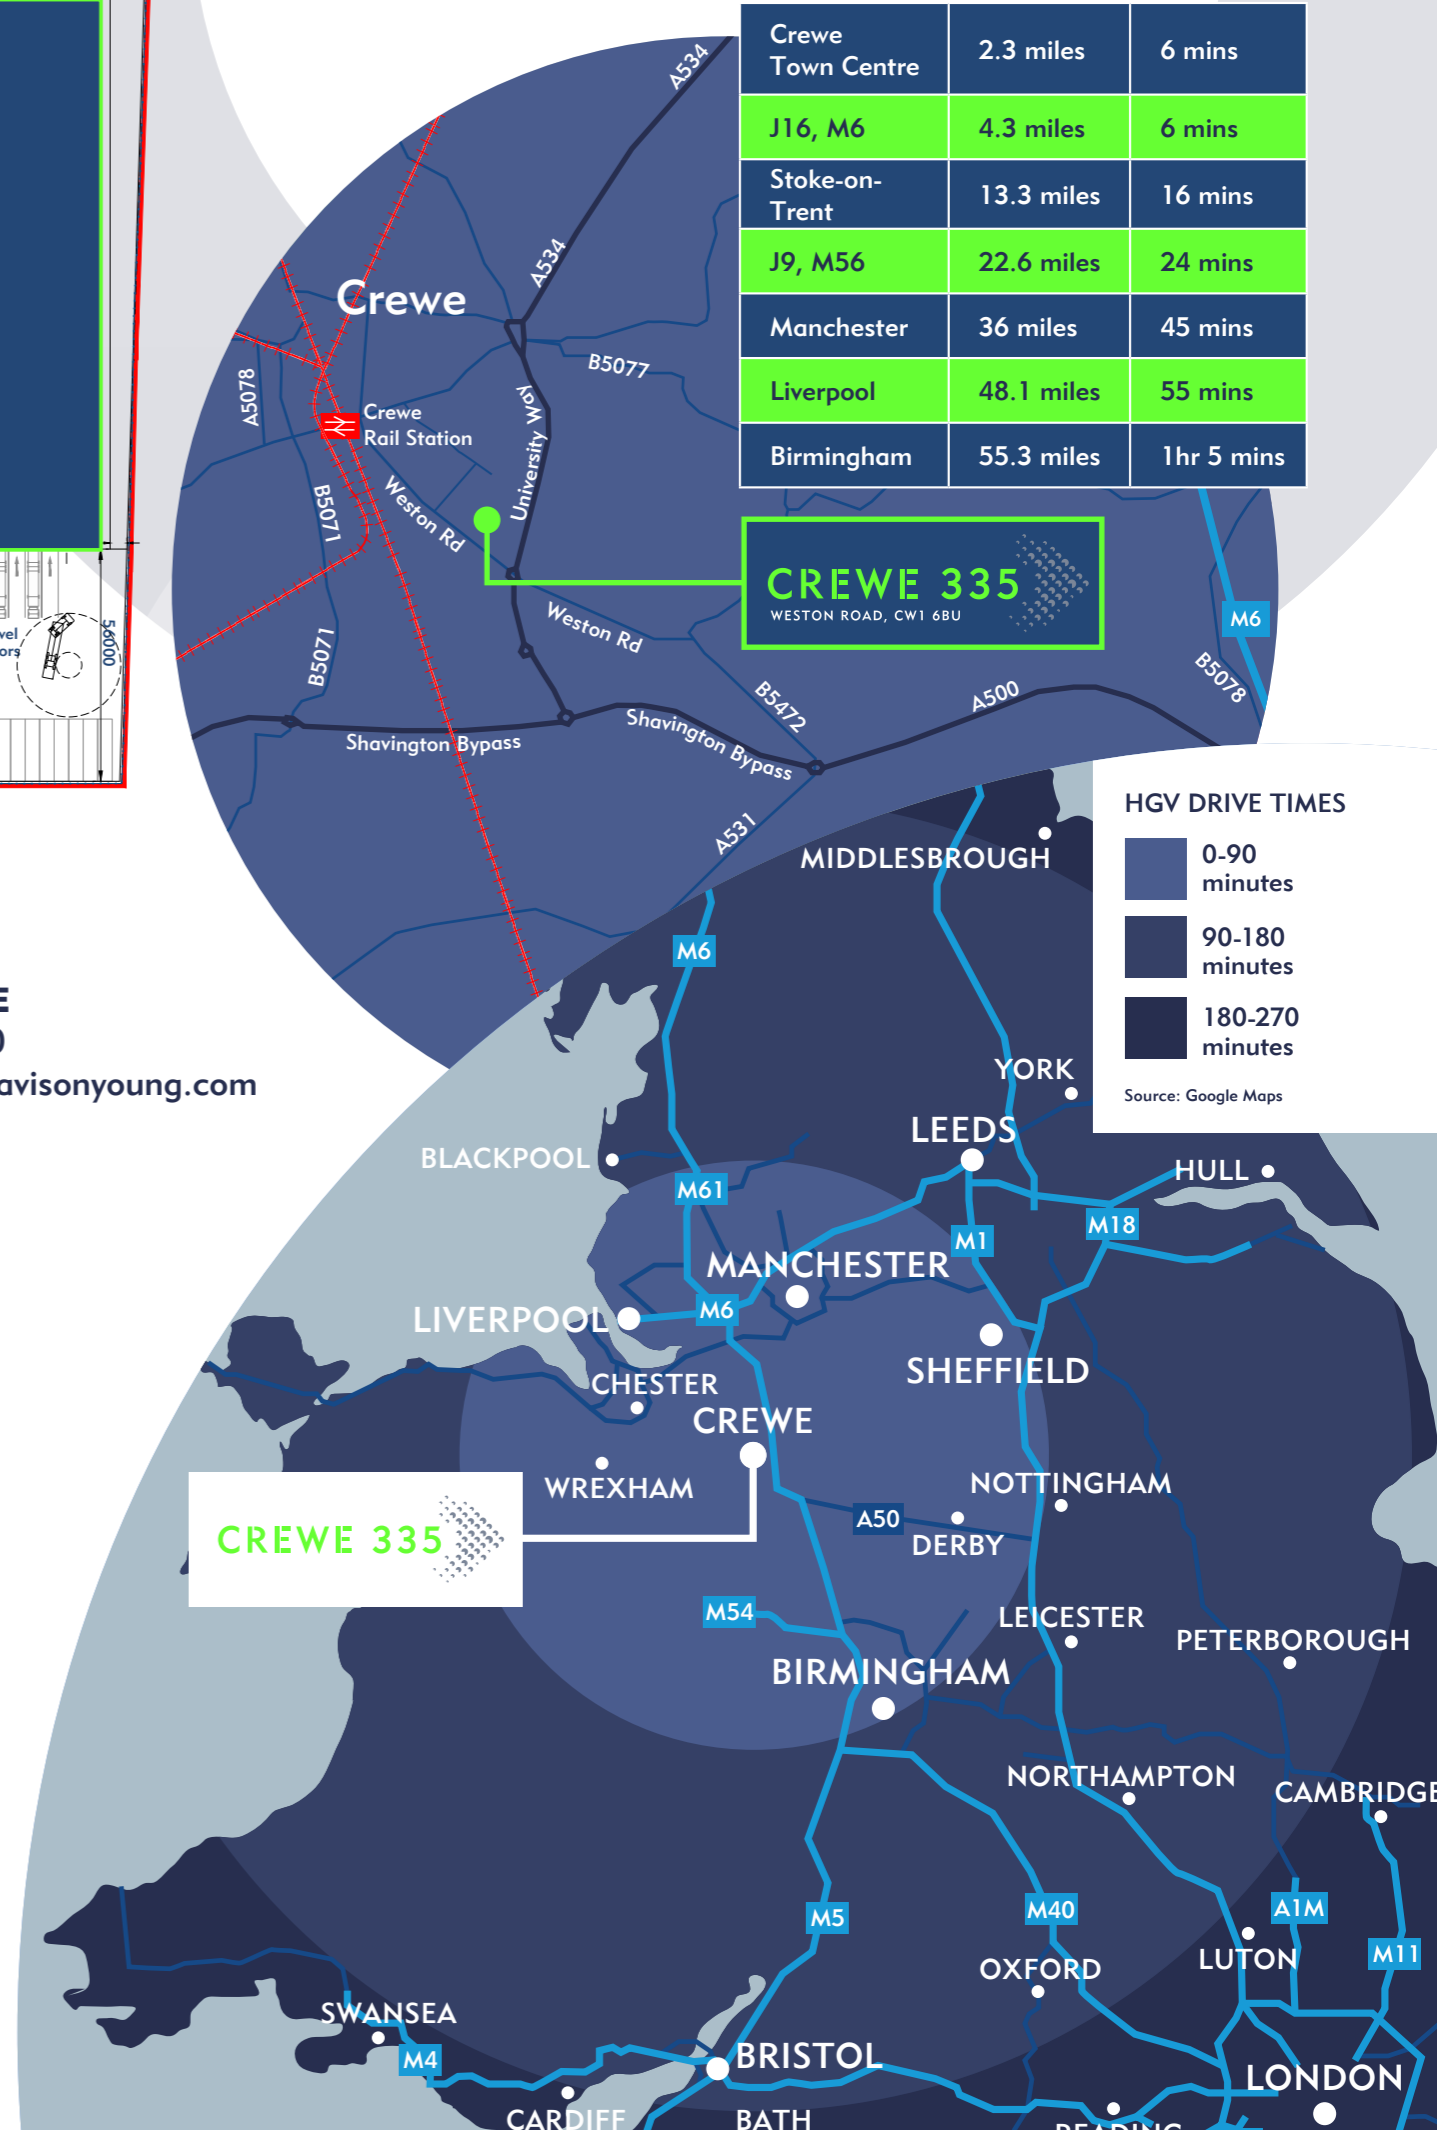 Crewe
Town Centre
2.3 miles
6 mins
J16, M6
4.3 miles
6 mins
Stoke-on-
Trent
13.3 miles
16 mins
J9, M56
22.6 miles
24 mins
Manchester
36 miles
45 mins
Liverpool
48.1 miles
55 mins
Birmingham
55.3 miles
1hr 5 mins
A534
A534
Crewe
B5077
A5078
University Way
Crewe
Rail Station
B5071
Weston Rd
CREWE 335
WESTON ROAD, CW1 6BU
M6
56000
B5071
Weston Rd
B5078
B5472
A500
Shavington Bypass
Shavington Bypass
A531
HGV DRIVE TIMES
0-90
minutes
90-180
minutes
180-270
minutes
Source: Google Maps
avisonyoung.com
MIDDLESBROUGH
M6
YORK
LEEDS
BLACKPOOL
HULL
M61
M18
M1
MANCHESTER
M6
LIVERPOOL
SHEFFIELD
CHESTER
CREWE
WREXHAM
NOTTINGHAM
A50
DERBY
CREWE 335
M54
LEICESTER
PETERBOROUGH
BIRMINGHAM
NORTHAMPTON
CAMBRIDGE
M5
M40
A1M
M11
LUTON
OXFORD
SWANSEA
M4
BRISTOL
LONDON
CARDIFF
BATH
READING